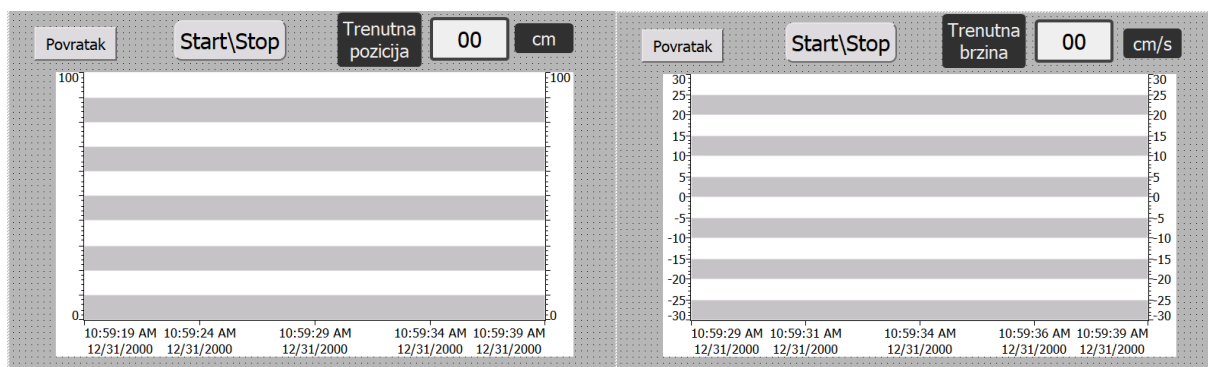 Povratak
Start\Stop
Trenutna
pozicija
00
cm
100
100
0
0
10:59:19 AM 10:59:24 AM 10:59:29 AM 10:59:34 AM 10:59:39 AM
12/31/2000 12/31/2000 12/31/2000 12/31/2000 12/31/2000
Povratak
Start\Stop
Trenutna
brzina
00
cm/s
30 30
25 25
20 20
15 15
10 10
5 5
0 0
-5 -5
-10 -10
-15 -15
-20 -20
-25 -25
-30 -30
10:59:29 AM 10:59:31 AM 10:59:34 AM 10:59:36 AM 10:59:39 AM
12/31/2000 12/31/2000 12/31/2000 12/31/2000 12/31/2000